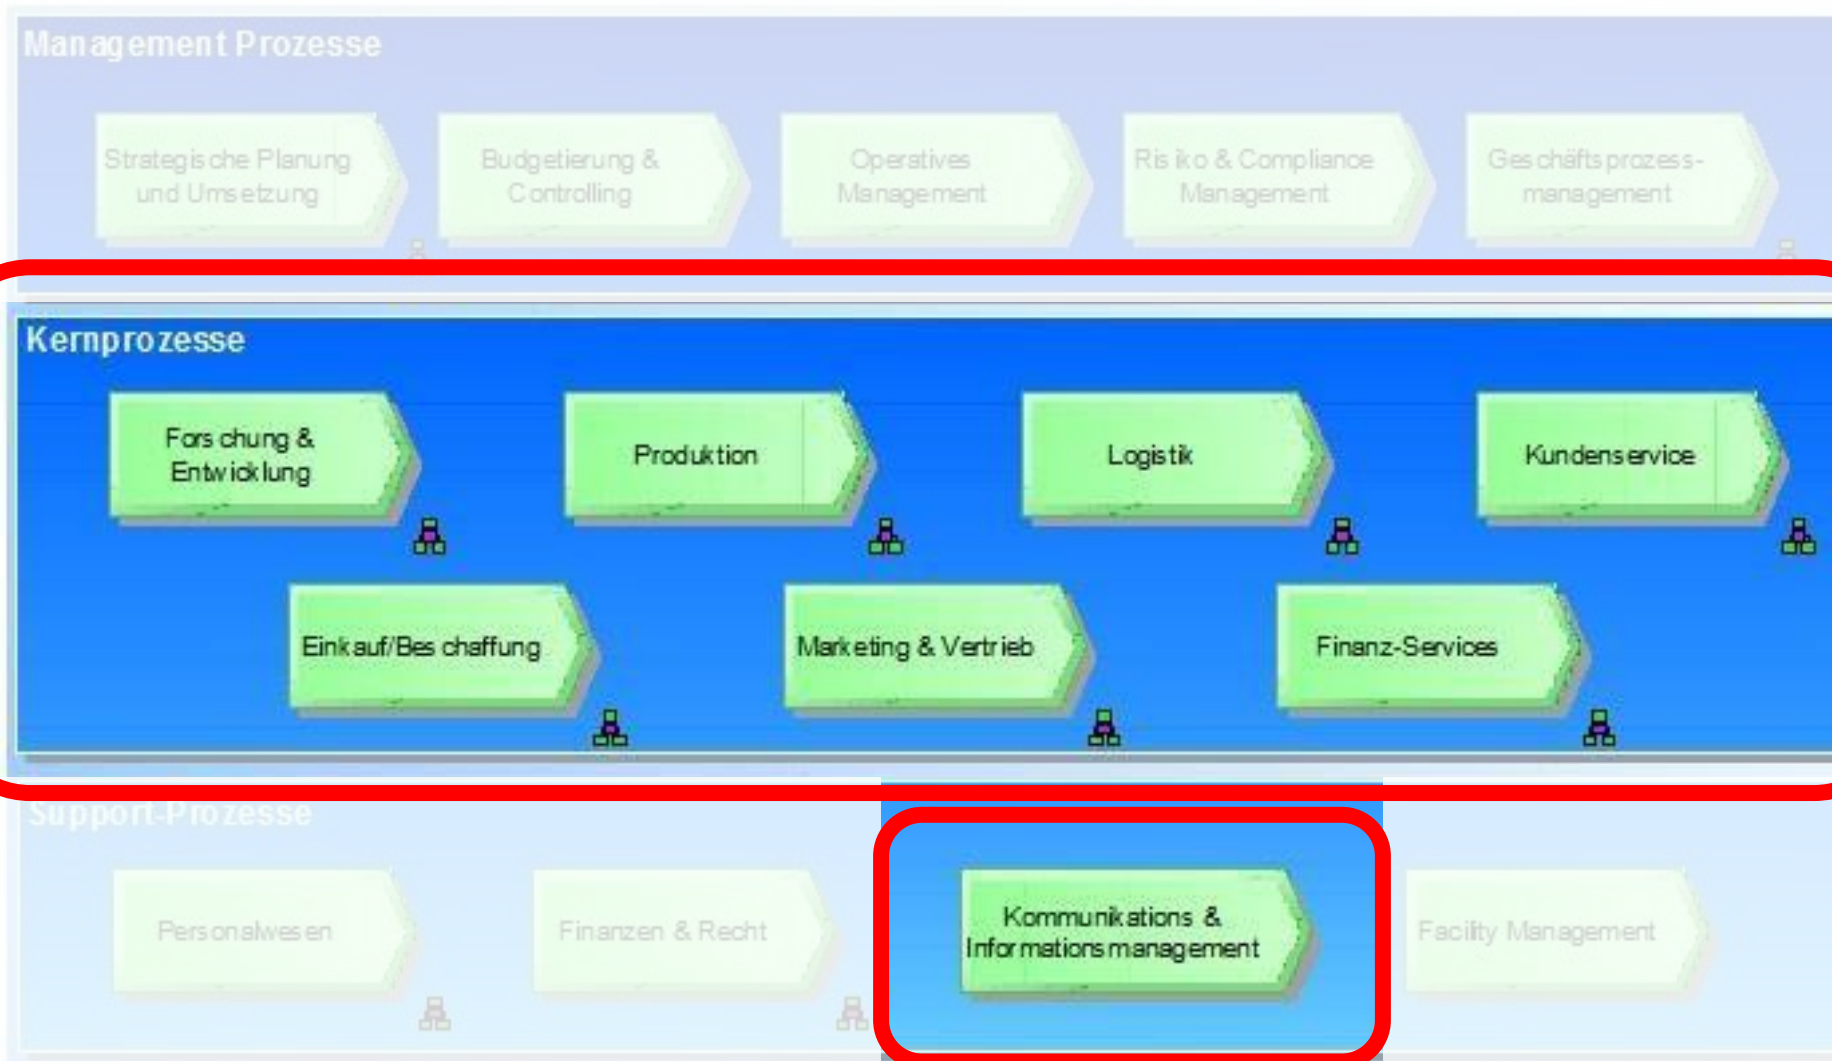 Management Prozesse
Strategische Planung
und Umsetzung
Budgetierung &
Controlling
Operatives
Management
Risiko & Compliance
Management
Geschäftsprozess-
management
Kernprozesse
Forschung &
Entwicklung
Produktion
Logistik
Kundenservice
Einkauf/Beschaffung
Marketing & Vertrieb
Finanz-Services
Support-Prozesse
Personalwesen
Finanzen & Recht
Kommunikations &
Informationsmanagement
Facility Management